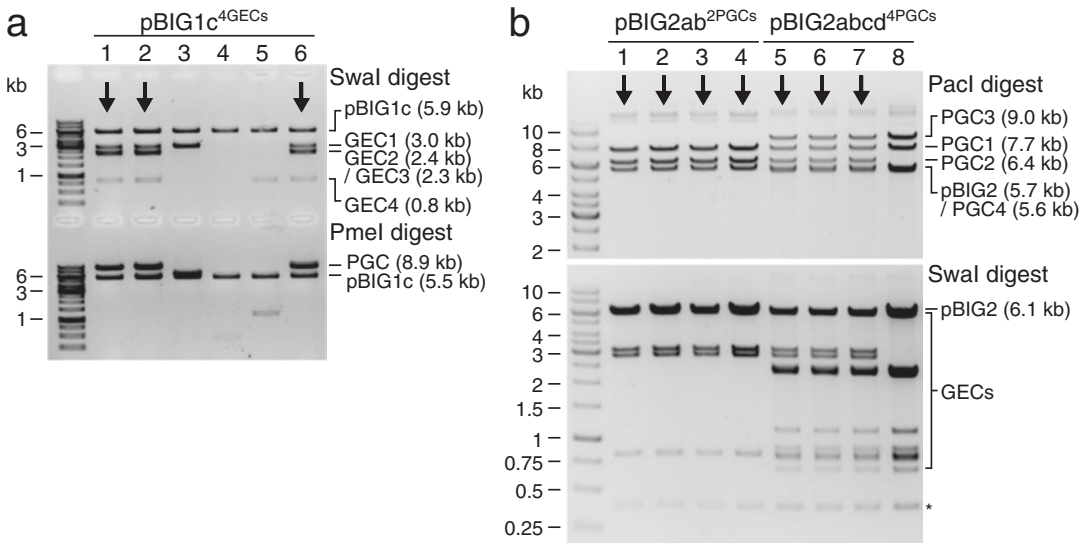 a
pBIG1c4GECs
1 2 3 4 5 6
kb
SwaI digest
pBIG1c (5.9 kb)
6
GEC1 (3.0 kb)
3
GEC2 (2.4 kb)
/ GEC3 (2.3 kb)
1
GEC4 (0.8 kb)
PmeI digest
PGC (8.9 kb)
6
pBIG1c (5.5 kb)
3
1
b
pBIG2ab2PGCs pBIG2abcd4PGCs
1 2 3 4 5 6 7 8
kb
PacI digest
PGC3 (9.0 kb)
10
PGC1 (7.7 kb)
8
PGC2 (6.4 kb)
6
pBIG2 (5.7 kb)
/ PGC4 (5.6 kb)
4
3
2
SwaI digest
10
pBIG2 (6.1 kb)
6
4
3
2
GECs
1.5
1
0.75
0.5
*
0.25